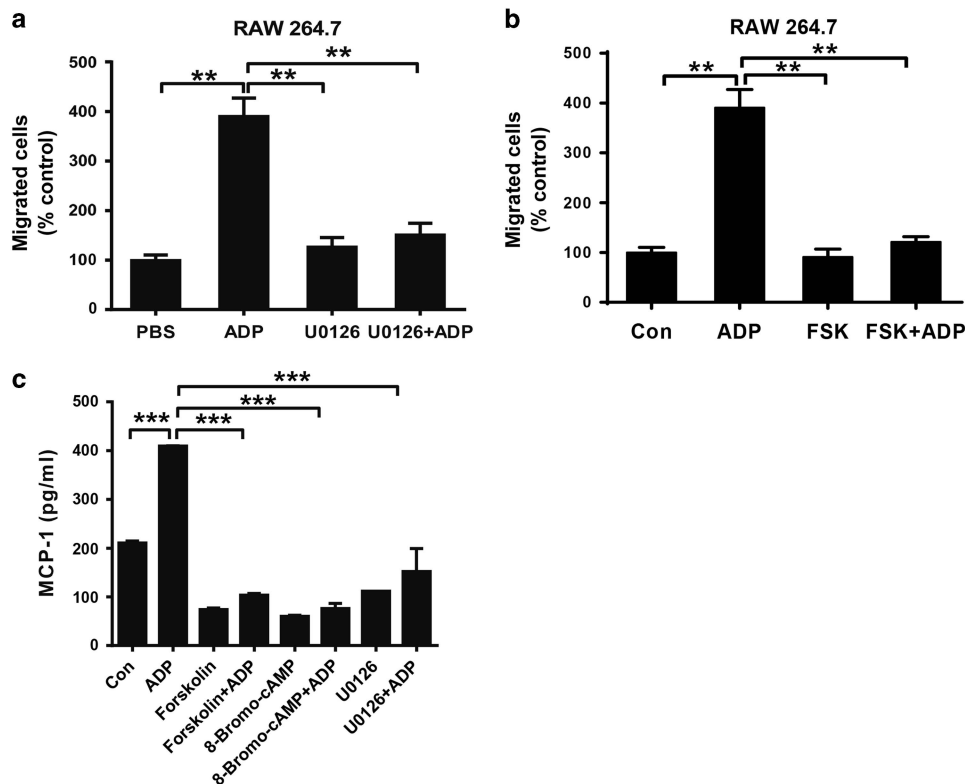 a
RAW 264.7
Migrated cells
(% control)
500
400
300
200
100
0
**
**
**
PBS
ADP
U0126
U0126+ADP
b
RAW 264.7
Migrated cells
(% control)
500
400
300
200
100
0
**
**
**
Con
ADP
FSK
FSK+ADP
c
MCP-1 (pg/ml)
500
400
300
200
100
0
***
***
***
***
Con
ADP
Forskolin
Forskolin+ADP
8-Bromo-cAMP
8-Bromo-cAMP+ADP
U0126
U0126+ADP